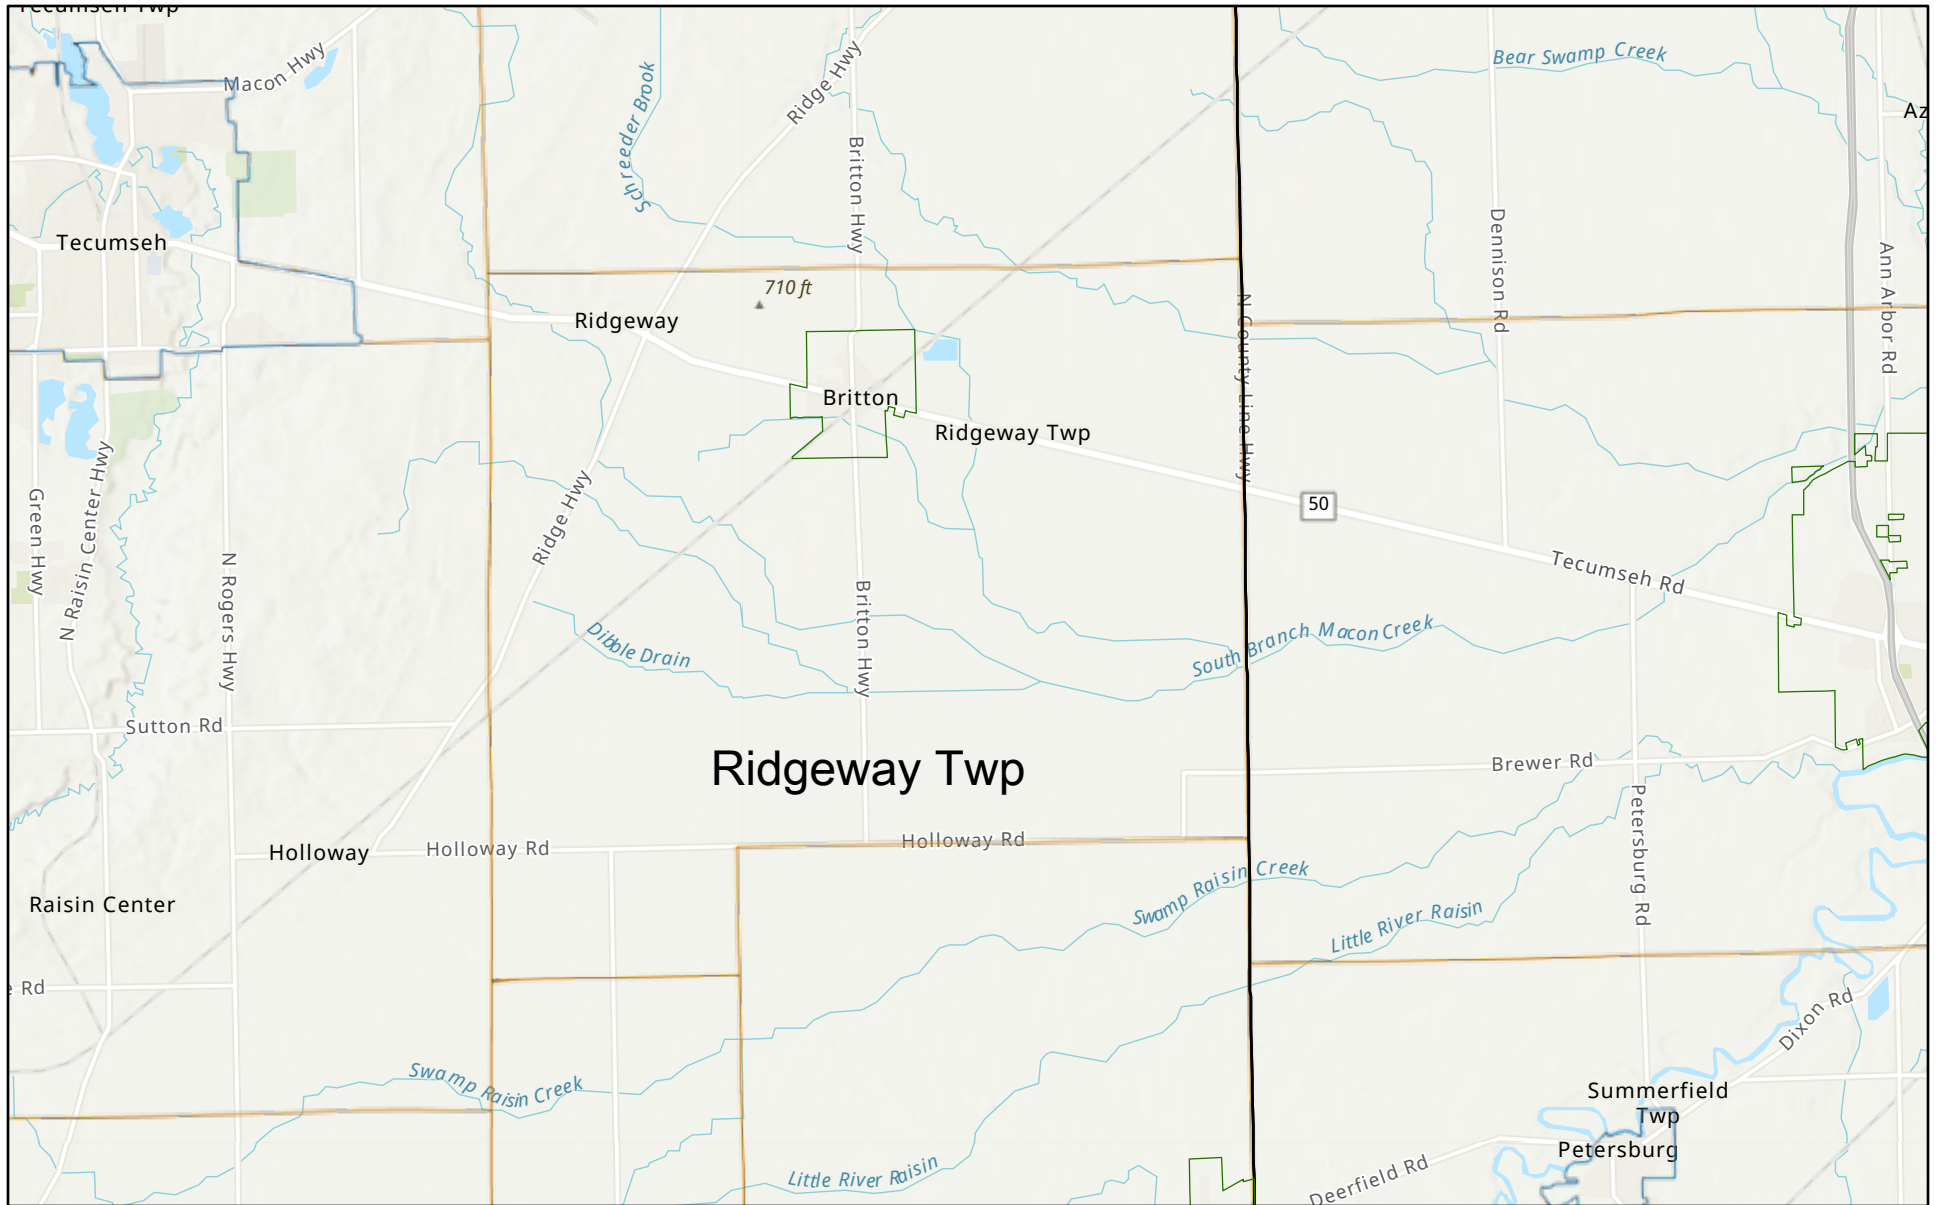 Tecumseh Twp
Macon Hwy
Schreeder Brook
Ridge Hwy
Britton Hwy
Bear Swamp Creek
Az
Tecumseh
Dennison Rd
Ann Arbor Rd
710 ft
Ridgeway
N County Line Hwy
Britton
Ridgeway Twp
50
Green Hwy
N Raisin Center Hwy
N Rogers Hwy
Ridge Hwy
Britton Hwy
Tecumseh Rd
Dibble Drain
South Branch Macon Creek
Sutton Rd
Ridgeway Twp
Brewer Rd
Petersburg Rd
Holloway
Holloway Rd
Holloway Rd
Swamp Raisin Creek
Raisin Center
Little River Raisin
e Rd
Dixon Rd
Swamp Raisin Creek
Summerfield
Twp
Petersburg
Little River Raisin
Deerfield Rd